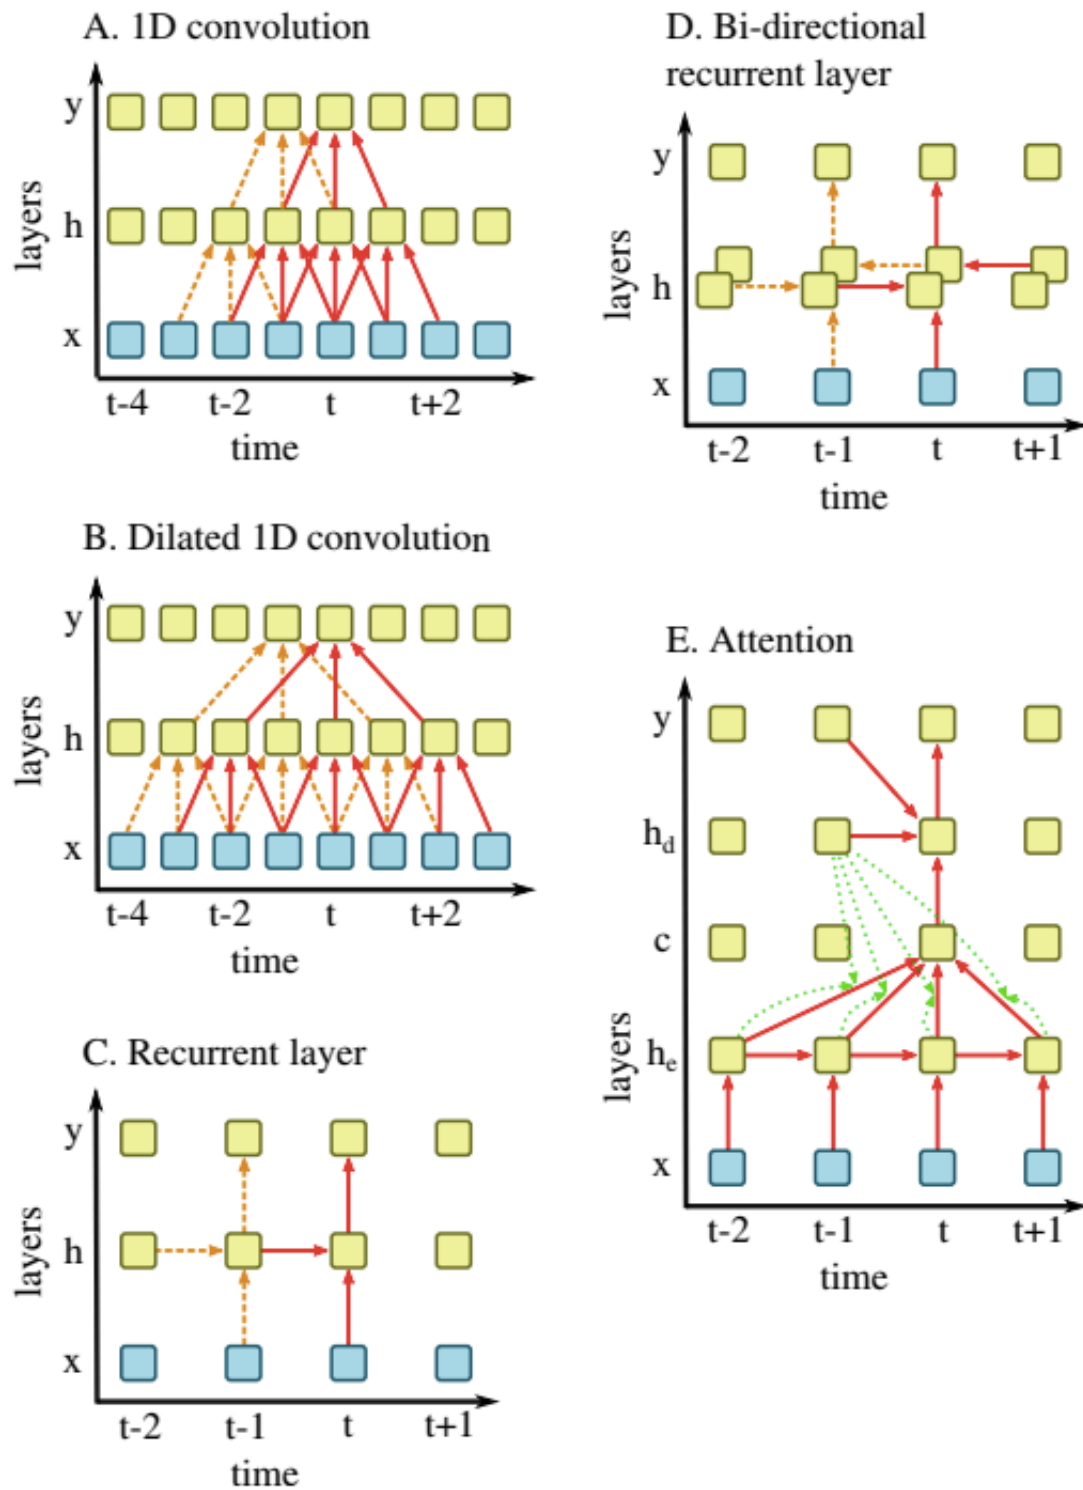 A. 1D convolution
y
h
x
layers
t-4 t-2 t t+2
time
B. Dilated 1D convolution
y
h
x
layers
t-4 t-2 t t+2
time
C. Recurrent layer
y
h
x
layers
t-2 t-1 t t+1
time
D. Bi-directional
recurrent layer
y
h
x
layers
t-2 t-1 t t+1
time
E. Attention
y
hd
c
he
x
layers
t-2 t-1 t t+1
time